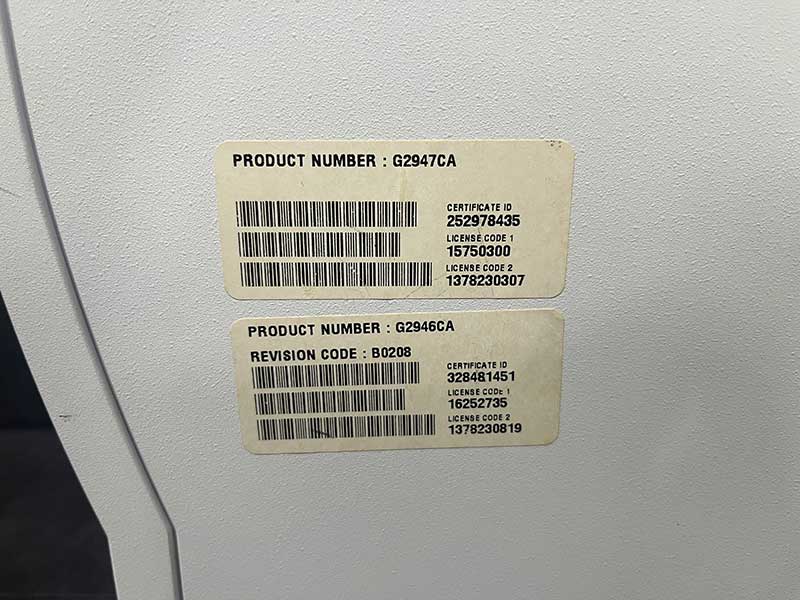 PRODUCT NUMBER : G2947CA
CERTIFICATE ID
252978435
LICENSE CODE 1
15750300
LICENSE CODE 2
1378230307
PRODUCT NUMBER : G2946CA
REVISION CODE : B0208
CERTIFICATE ID
328481451
LICENSE CODE 1
16252735
LICENSE CODE 2
1378230819